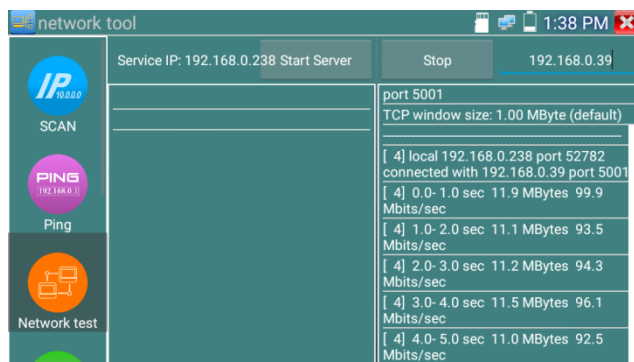 network tool
1:38 PM
Service IP: 192.168.0.238 Start Server
Stop
192.168.0.39
IP
10.0.0.0
SCAN
PING
192.168.0.1
Ping
Network test
port 5001
TCP window size: 1.00 MByte (default)
------------------------------------------------------------
[ 4] local 192.168.0.238 port 52782
connected with 192.168.0.39 port 5001
[ 4] 0.0- 1.0 sec 11.9 MBytes 99.9
Mbits/sec
[ 4] 1.0- 2.0 sec 11.1 MBytes 93.5
Mbits/sec
[ 4] 2.0- 3.0 sec 11.2 MBytes 94.3
Mbits/sec
[ 4] 3.0- 4.0 sec 11.5 MBytes 96.1
Mbits/sec
[ 4] 4.0- 5.0 sec 11.0 MBytes 92.5
Mbits/sec